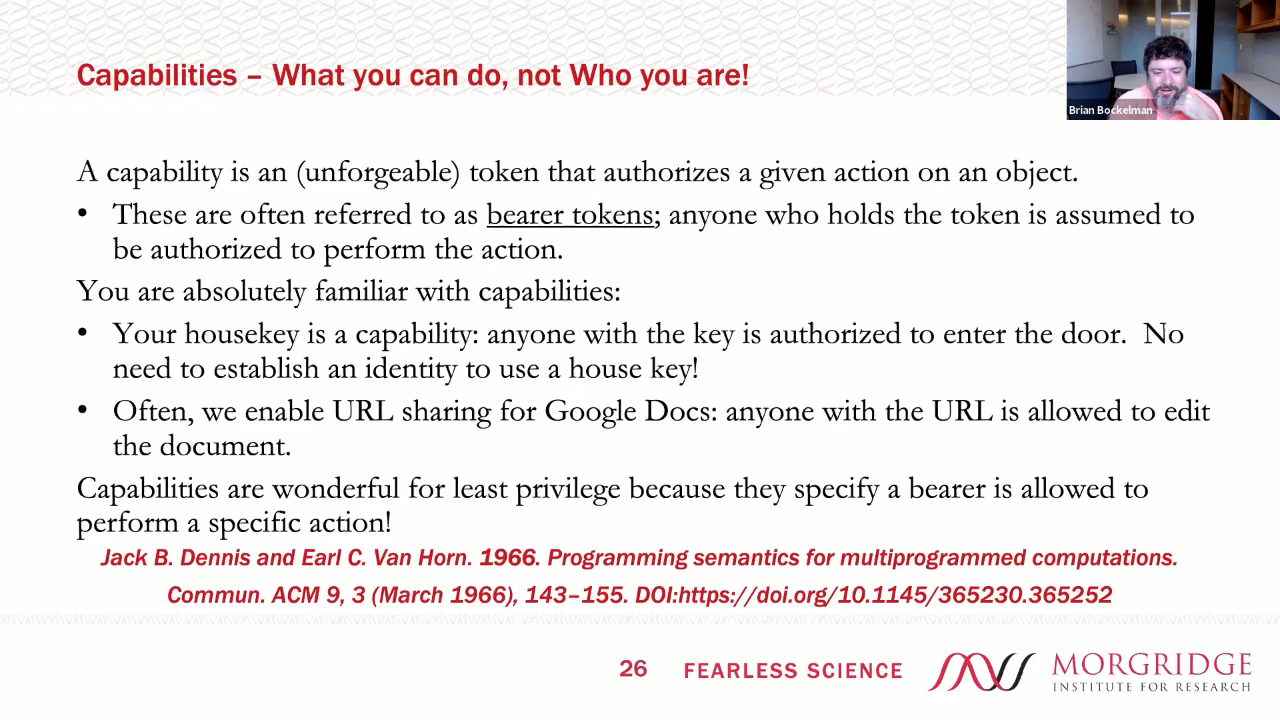 Capabilities – What you can do, not Who you are!
Brian Bockelman
A capability is an (unforgeable) token that authorizes a given action on an object.
• These are often referred to as bearer tokens; anyone who holds the token is assumed to
be authorized to perform the action.
You are absolutely familiar with capabilities:
• Your housekey is a capability: anyone with the key is authorized to enter the door. No
need to establish an identity to use a house key!
• Often, we enable URL sharing for Google Docs: anyone with the URL is allowed to edit
the document.
Capabilities are wonderful for least privilege because they specify a bearer is allowed to
perform a specific action!
Jack B. Dennis and Earl C. Van Horn. 1966. Programming semantics for multiprogrammed computations.
Commun. ACM 9, 3 (March 1966), 143–155. DOI:https://doi.org/10.1145/365230.365252
26 FEARLESS SCIENCE
MORGRIDGE
INSTITUTE FOR RESEARCH